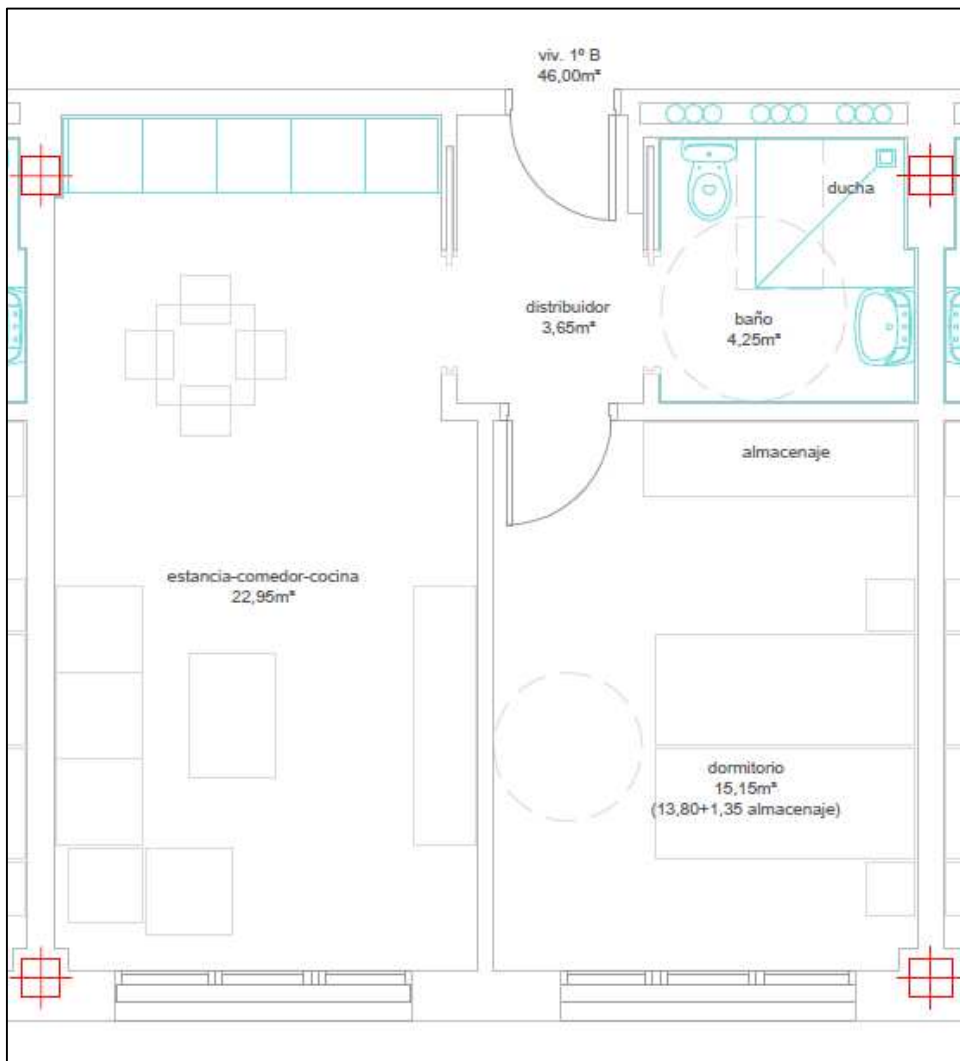 viv. 1º B
46,00m²
ducha
distribuidor
3,65m²
baño
4,25m²
almacenaje
estancia-comedor-cocina
22,95m²
dormitorio
15,15m²
(13,80+1,35 almacenaje)